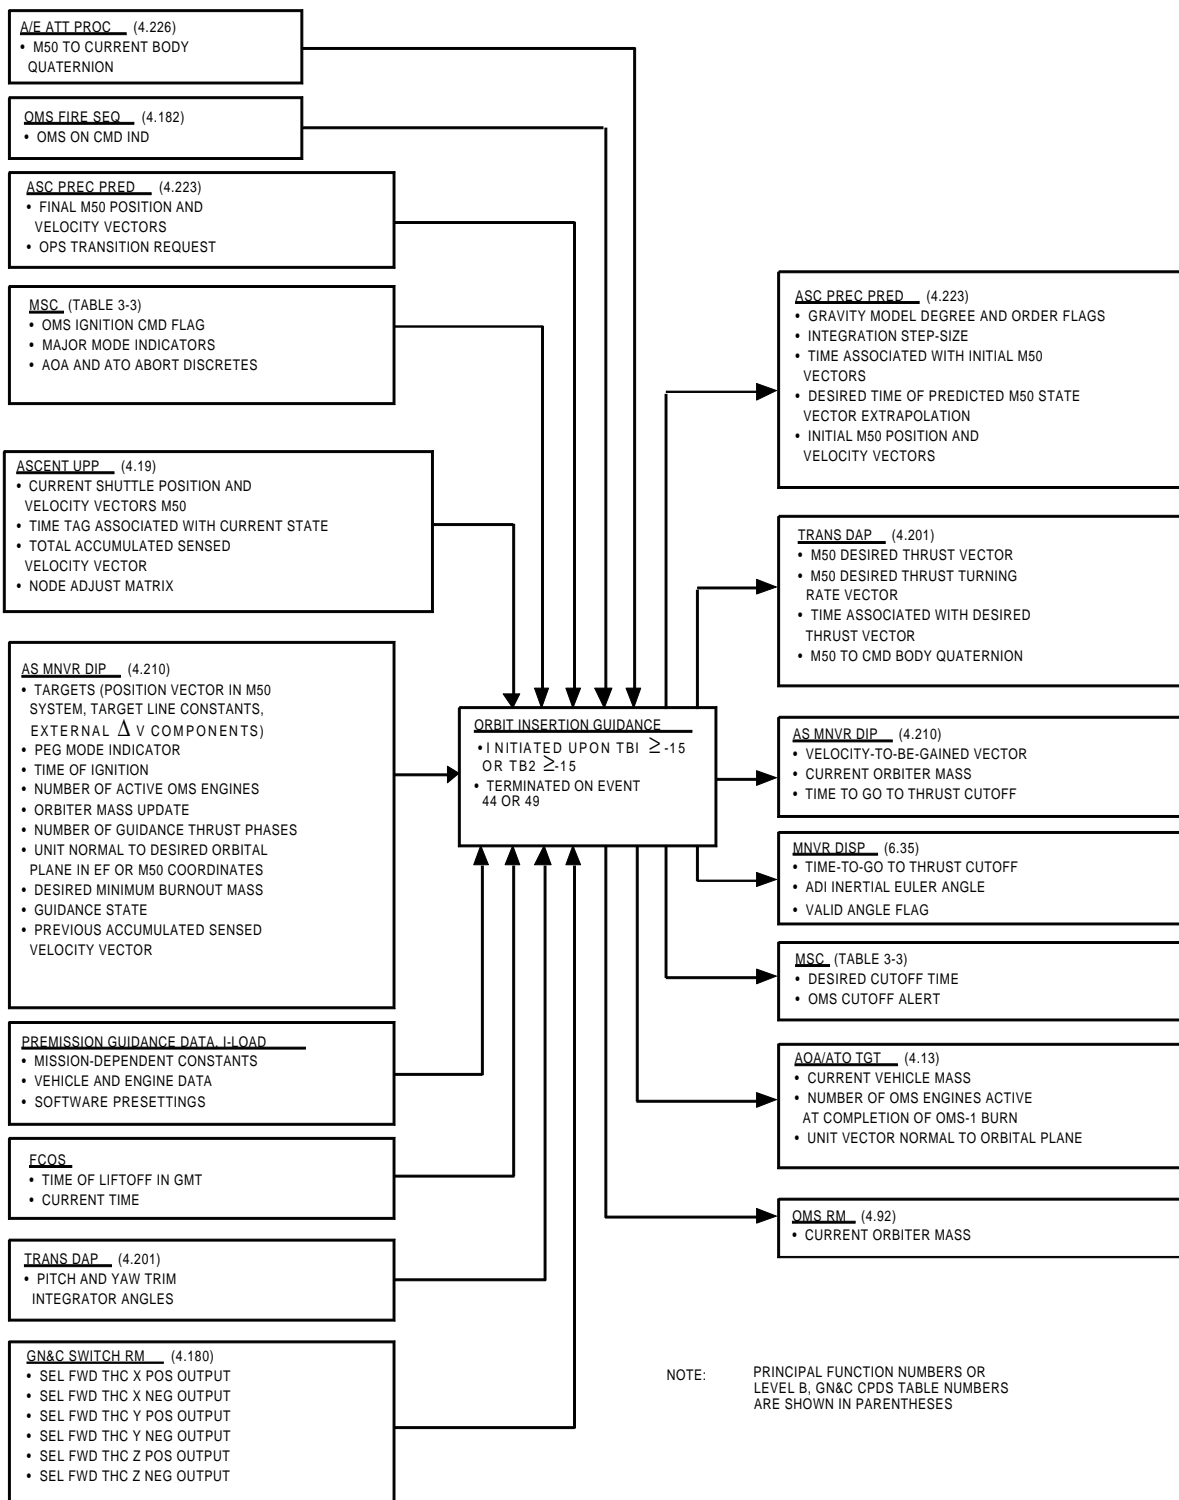 A/E ATT PROC (4.226)
• M50 TO CURRENT BODY
QUATERNION
OMS FIRE SEQ (4.182)
• OMS ON CMD IND
ASC PREC PRED (4.223)
• FINAL M50 POSITION AND
VELOCITY VECTORS
• OPS TRANSITION REQUEST
MSC (TABLE 3-3)
• OMS IGNITION CMD FLAG
• MAJOR MODE INDICATORS
• AOA AND ATO ABORT DISCRETES
ASCENT UPP (4.19)
• CURRENT SHUTTLE POSITION AND
VELOCITY VECTORS M50
• TIME TAG ASSOCIATED WITH CURRENT STATE
• TOTAL ACCUMULATED SENSED
VELOCITY VECTOR
• NODE ADJUST MATRIX
AS MNVR DIP (4.210)
• TARGETS (POSITION VECTOR IN M50
SYSTEM, TARGET LINE CONSTANTS,
EXTERNAL Δ V COMPONENTS)
• PEG MODE INDICATOR
• TIME OF IGNITION
• NUMBER OF ACTIVE OMS ENGINES
• ORBITER MASS UPDATE
• NUMBER OF GUIDANCE THRUST PHASES
• UNIT NORMAL TO DESIRED ORBITAL
PLANE IN EF OR M50 COORDINATES
• DESIRED MINIMUM BURNOUT MASS
• GUIDANCE STATE
• PREVIOUS ACCUMULATED SENSED
VELOCITY VECTOR
PREMISSION GUIDANCE DATA, I-LOAD
• MISSION-DEPENDENT CONSTANTS
• VEHICLE AND ENGINE DATA
• SOFTWARE PRESETTINGS
FCOS
• TIME OF LIFTOFF IN GMT
• CURRENT TIME
TRANS DAP (4.201)
• PITCH AND YAW TRIM
INTEGRATOR ANGLES
GN&C SWITCH RM (4.180)
• SEL FWD THC X POS OUTPUT
• SEL FWD THC X NEG OUTPUT
• SEL FWD THC Y POS OUTPUT
• SEL FWD THC Y NEG OUTPUT
• SEL FWD THC Z POS OUTPUT
• SEL FWD THC Z NEG OUTPUT
ORBIT INSERTION GUIDANCE
• INITIATED UPON TBI ≥ -15
OR TB2 ≥ -15
• TERMINATED ON EVENT
44 OR 49
ASC PREC PRED (4.223)
• GRAVITY MODEL DEGREE AND ORDER FLAGS
• INTEGRATION STEP-SIZE
• TIME ASSOCIATED WITH INITIAL M50
VECTORS
• DESIRED TIME OF PREDICTED M50 STATE
VECTOR EXTRAPOLATION
• INITIAL M50 POSITION AND
VELOCITY VECTORS
TRANS DAP (4.201)
• M50 DESIRED THRUST VECTOR
• M50 DESIRED THRUST TURNING
RATE VECTOR
• TIME ASSOCIATED WITH DESIRED
THRUST VECTOR
• M50 TO CMD BODY QUATERNION
AS MNVR DIP (4.210)
• VELOCITY-TO-BE-GAINED VECTOR
• CURRENT ORBITER MASS
• TIME TO GO TO THRUST CUTOFF
MNVR DISP (6.35)
• TIME-TO-GO TO THRUST CUTOFF
• ADI INERTIAL EULER ANGLE
• VALID ANGLE FLAG
MSC (TABLE 3-3)
• DESIRED CUTOFF TIME
• OMS CUTOFF ALERT
AOA/ATO TGT (4.13)
• CURRENT VEHICLE MASS
• NUMBER OF OMS ENGINES ACTIVE
AT COMPLETION OF OMS-1 BURN
• UNIT VECTOR NORMAL TO ORBITAL PLANE
OMS RM (4.92)
• CURRENT ORBITER MASS
NOTE: PRINCIPAL FUNCTION NUMBERS OR
LEVEL B, GN&C CPDS TABLE NUMBERS
ARE SHOWN IN PARENTHESES